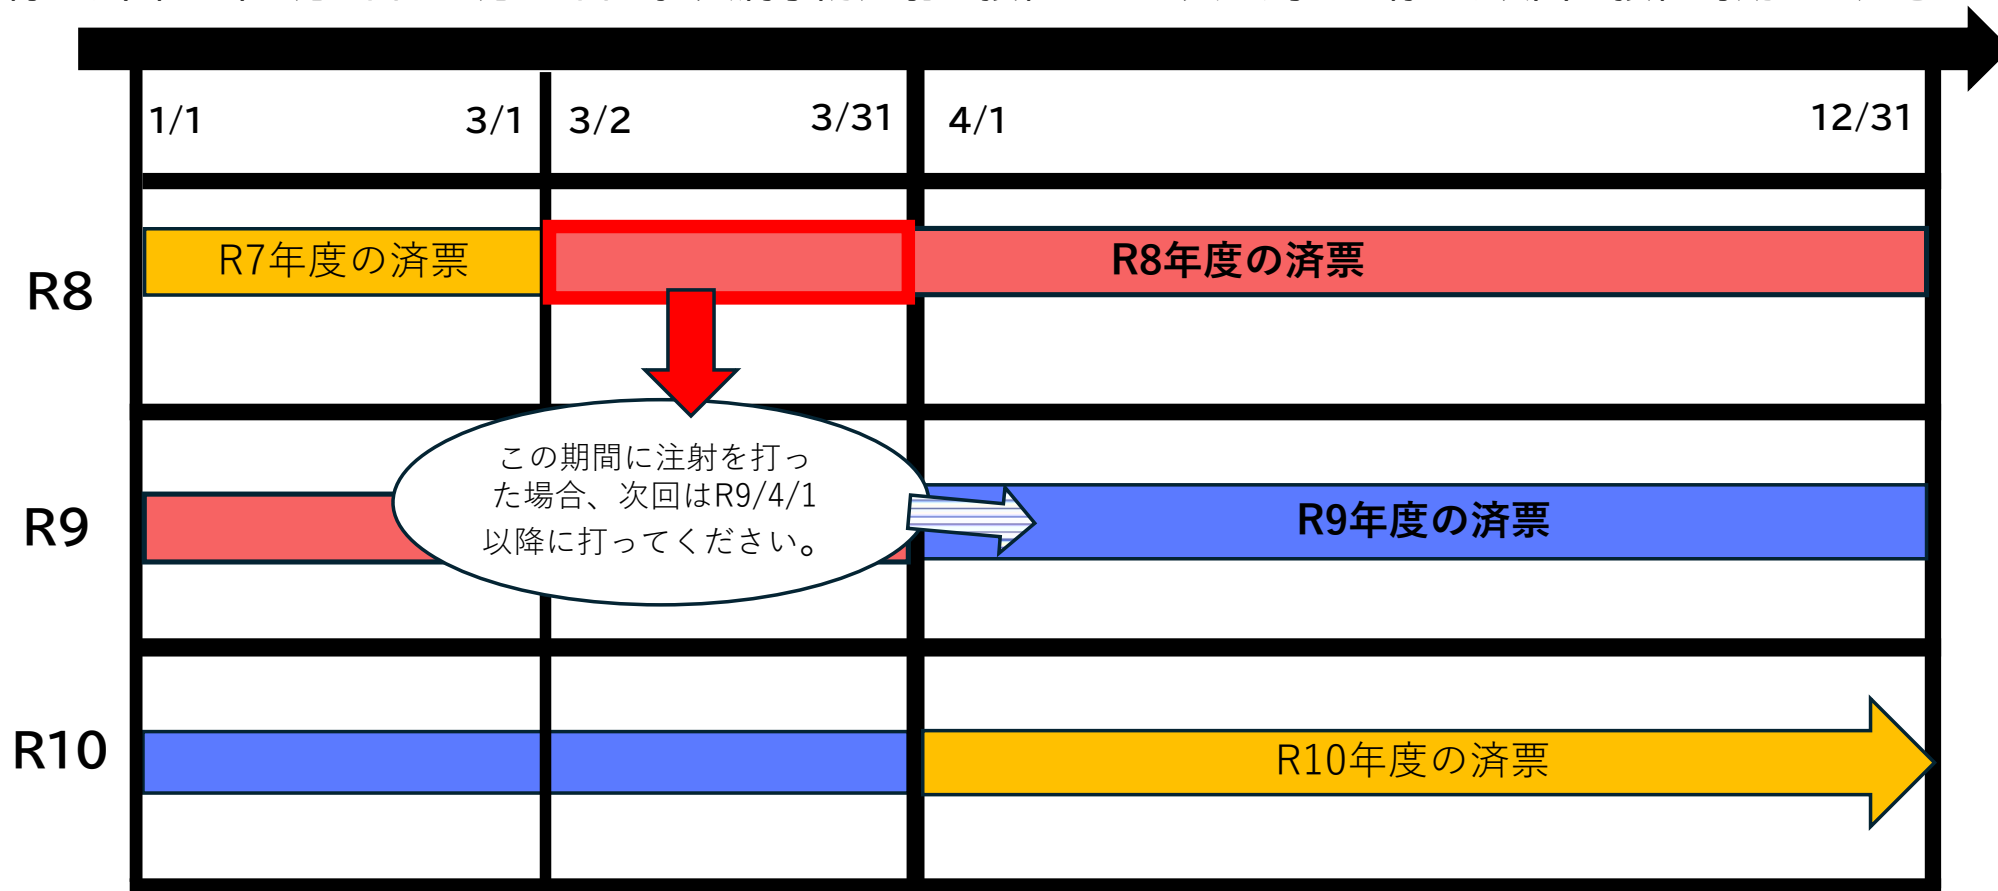 1/1
3/1
3/2
3/31
4/1
12/31
R8
R7年度の済票
R8年度の済票
この期間に注射を打っ
た場合、次回はR9/4/1
以降に打ってください。
R9
R9年度の済票
R10
R10年度の済票